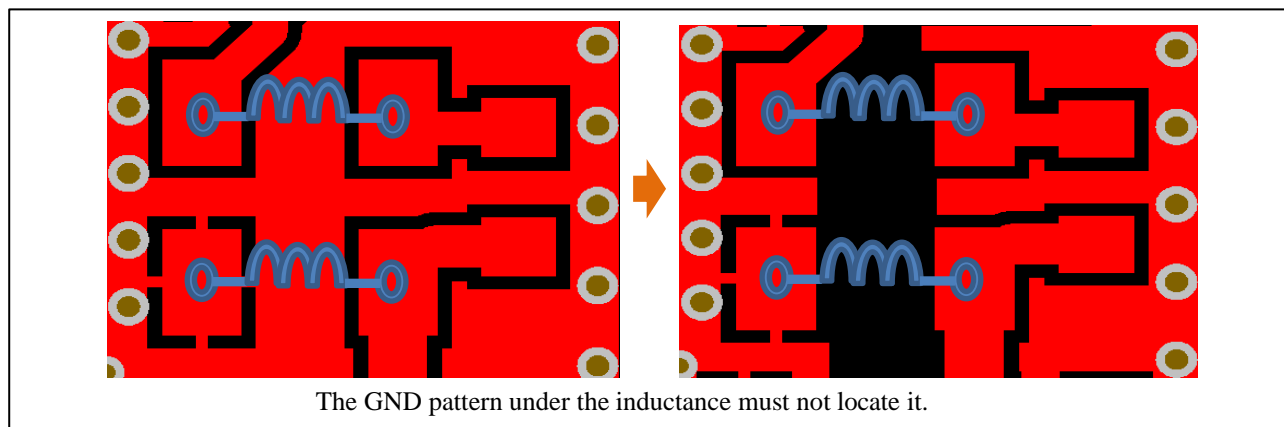 The GND pattern under the inductance must not locate it.